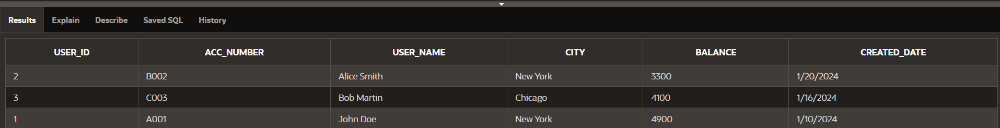 Results Explain Describe Saved SQL History
USER_ID ACC_NUMBER USER_NAME CITY BALANCE CREATED_DATE
2 B002 Alice Smith New York 3300 1/20/2024
3 C003 Bob Martin Chicago 4100 1/16/2024
1 A001 John Doe New York 4900 1/10/2024